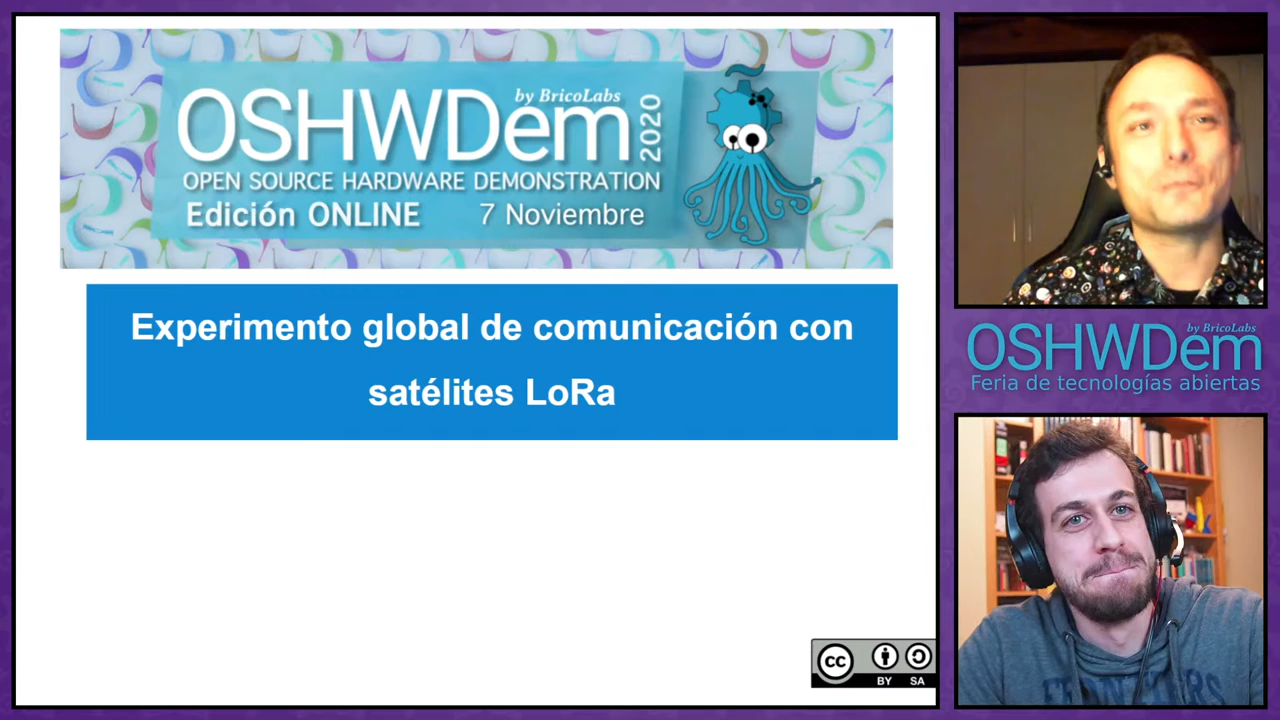 by BricoLabs
OSHWDem 2020
OPEN SOURCE HARDWARE DEMONSTRATION
Edición ONLINE 7 Noviembre
Experimento global de comunicación con
satélites LoRa
cc
BY SA
by BricoLabs
OSHWDem
Feria de tecnologías abiertas